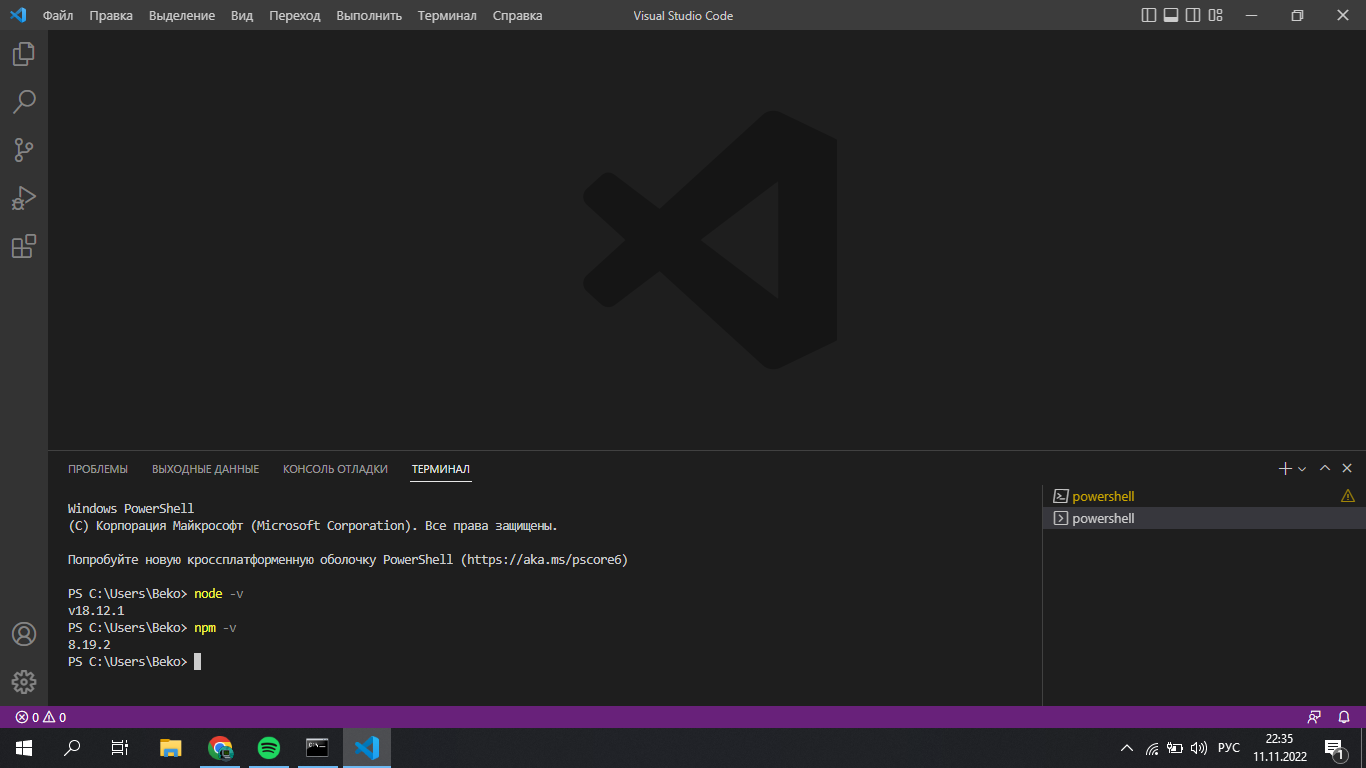 Файл Правка Выделение Вид Переход Выполнить Терминал Справка Visual Studio Code
ПРОБЛЕМЫ ВЫХОДНЫЕ ДАННЫЕ КОНСОЛЬ ОТЛАДКИ ТЕРМИНАЛ
Windows PowerShell
(C) Корпорация Майкрософт (Microsoft Corporation). Все права защищены.
Попробуйте новую кроссплатформенную оболочку PowerShell (https://aka.ms/pscore6)
PS C:\Users\Beko> node -v
v18.12.1
PS C:\Users\Beko> npm -v
8.19.2
PS C:\Users\Beko>
powershell
powershell
0 0
РУС
22:35
11.11.2022
1